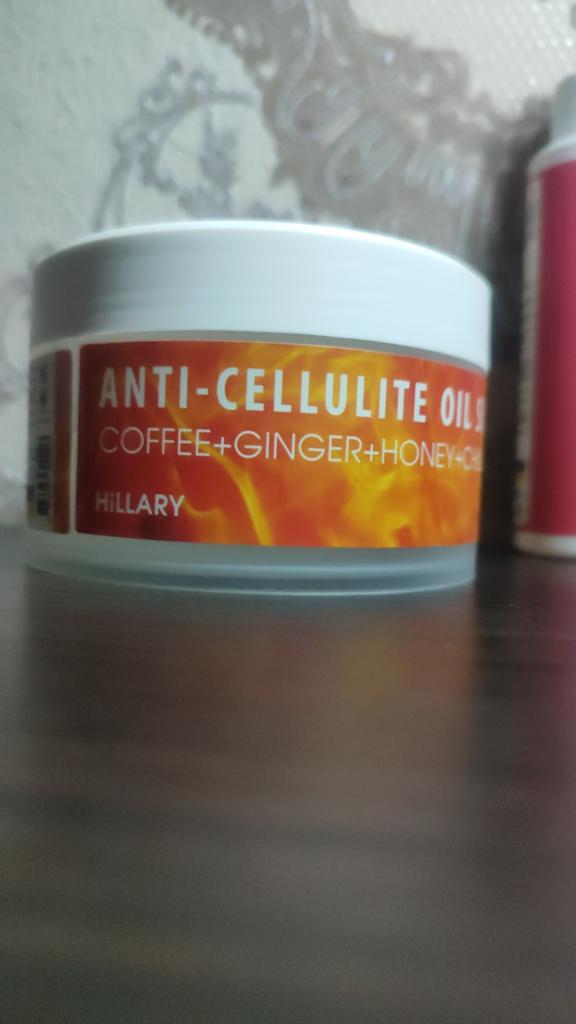 ANTI-CELLULITE OIL
COFFEE+GINGER+HONEY+
HiLLARY